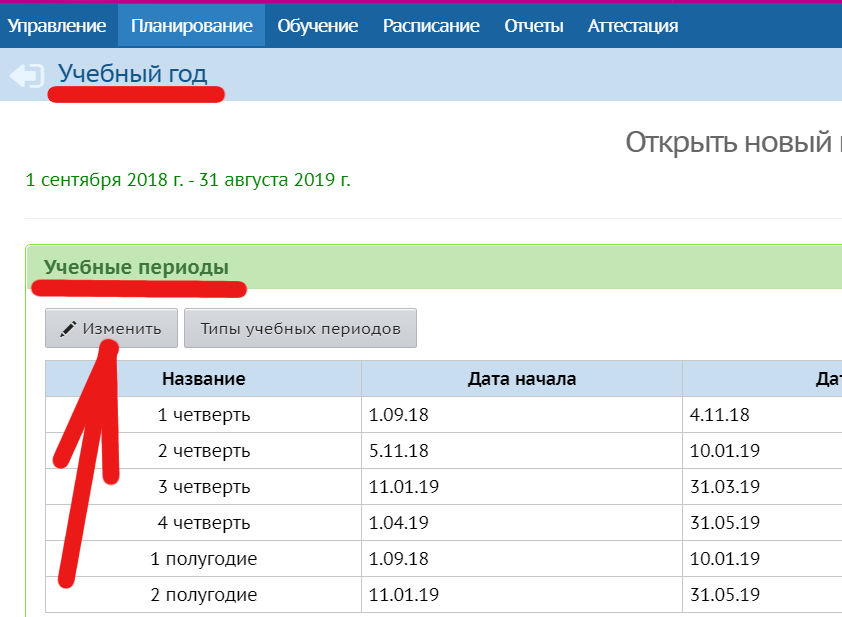 Управление Планирование Обучение Расписание Отчеты Аттестация
Учебный год
Открыть новый
1 сентября 2018 г. - 31 августа 2019 г.
Учебные периоды
Изменить Типы учебных периодов
Название Дата начала
1 четверть 1.09.18 4.11.18
2 четверть 5.11.18 10.01.19
3 четверть 11.01.19 31.03.19
4 четверть 1.04.19 31.05.19
1 полугодие 1.09.18 10.01.19
2 полугодие 11.01.19 31.05.19